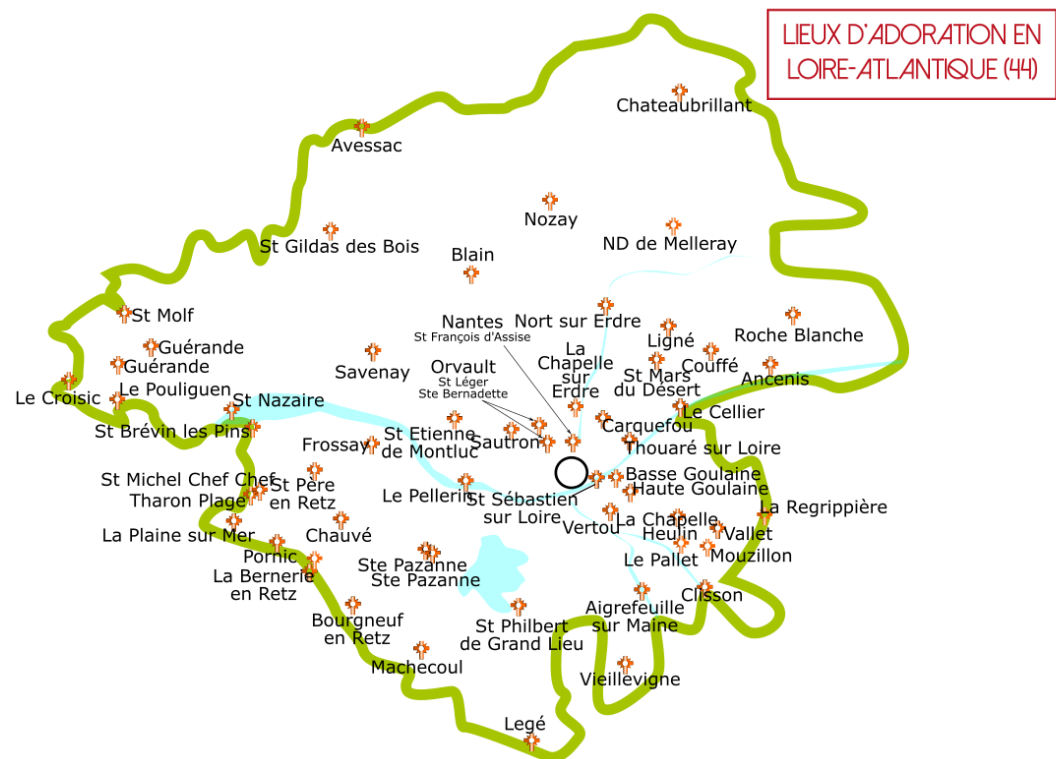 LIEUX D'ADORATION EN
LOIRE-ATLANTIQUE (44)
Chateaubrillant
Avessac
Nozay
ND de Melleray
St Gildas des Bois
Blain
St Molf
Nantes
St François d'Assise
Nort sur Erdre
Ligné
Roche Blanche
Guérande
Guérande
Savenay
Orvault
St Léger
Ste Bernadette
La
Chapelle
sur
Erdre
St Mars
du Désert
Couffé
Ancenis
Le Croisic
Le Pouliguen
St Nazaire
Le Cellier
St Brévin les Pins
Frossay
St Etienne
de Montluc
Sautron
Carquefou
Thouaré sur Loire
St Michel Chef Chef
Tharon Plage
St Père
en Retz
Le Pellerin
St Sébastien
sur Loire
Basse Goulaine
Haute Goulaine
La Plaine sur Mer
Chauvé
Vertou
La Chapelle
Heulin
Vallet
La Regrippière
Pornic
La Bernerie
en Retz
Ste Pazanne
Ste Pazanne
Le Pallet
Mouzillon
Clisson
Bourgneuf
en Retz
St Philbert
de Grand Lieu
Aigrefeuille
sur Maine
Machecoul
Vieillevigne
Legé